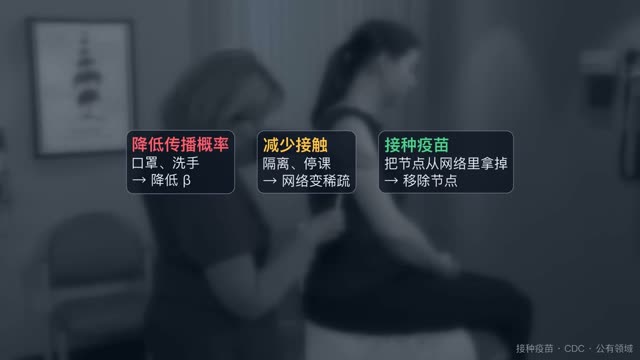 降低传播概率
口罩、洗手
→ 降低 β
减少接触
隔离、停课
→ 网络变稀疏
接种疫苗
把节点从网络里拿掉
→ 移除节点
接种疫苗 · CDC · 公有领域